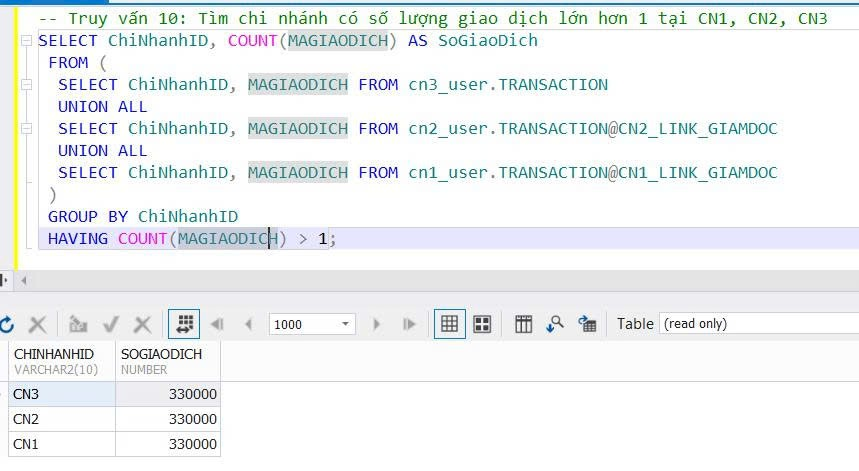 -- Truy vấn 10: Tìm chi nhánh có số lượng giao dịch lớn hơn 1 tại CN1, CN2, CN3
SELECT ChiNhanhID, COUNT(MAGIAODICH) AS SoGiaoDich
FROM (
SELECT ChiNhanhID, MAGIAODICH FROM cn3_user.TRANSACTION
UNION ALL
SELECT ChiNhanhID, MAGIAODICH FROM cn2_user.TRANSACTION@CN2_LINK_GIAMDOC
UNION ALL
SELECT ChiNhanhID, MAGIAODICH FROM cn1_user.TRANSACTION@CN1_LINK_GIAMDOC
)
GROUP BY ChiNhanhID
HAVING COUNT(MAGIAODICH) > 1;
1000 Table (read only)
CHINHANHID SOGIAODICH
VARCHAR2(10) NUMBER
CN3 330000
CN2 330000
CN1 330000